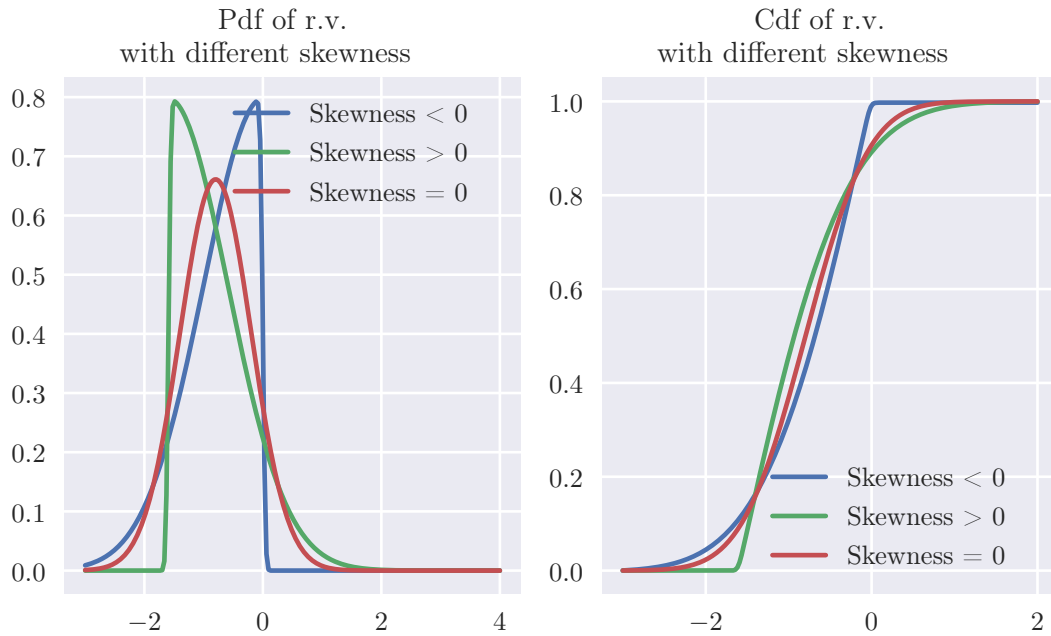 Pdf of r.v.
with different skewness
0.8
0.7
0.6
0.5
0.4
0.3
0.2
0.1
0.0
−2
0
2
4
Skewness < 0
Skewness > 0
Skewness = 0
Cdf of r.v.
with different skewness
1.0
0.8
0.6
0.4
0.2
0.0
−2
0
2
Skewness < 0
Skewness > 0
Skewness = 0